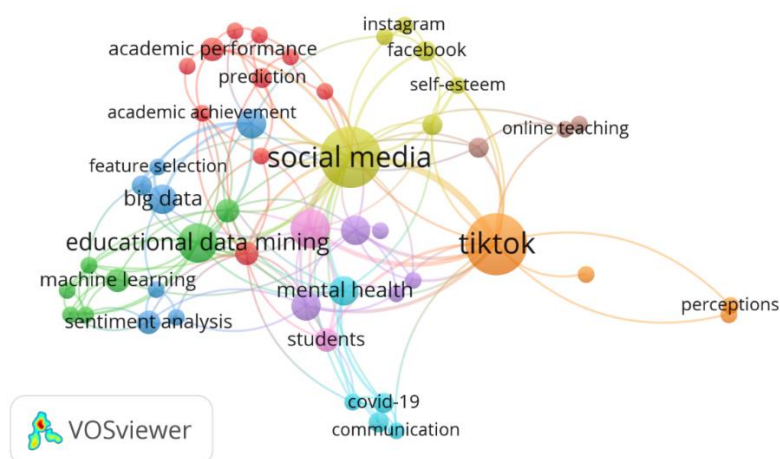 instagram
academic performance
facebook
prediction
self-esteem
academic achievement
online teaching
social media
feature selection
big data
educational data mining
tiktok
machine learning
mental health
perceptions
sentiment analysis
students
covid-19
communication
VOSviewer